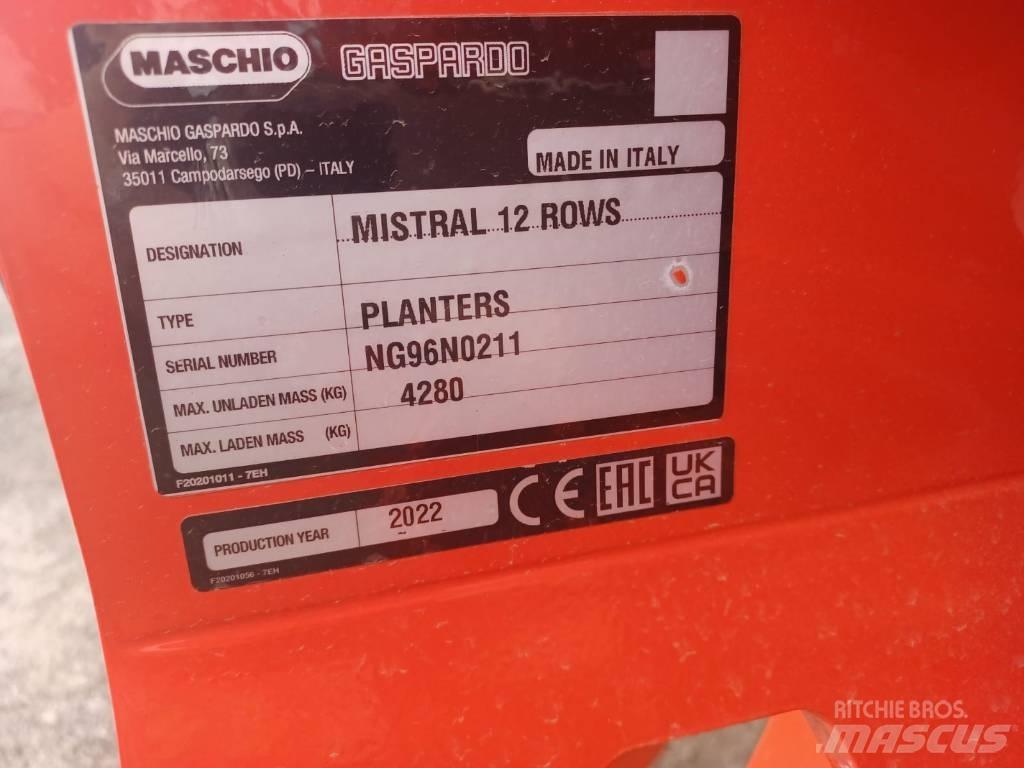 MASCHIO GASPARDO
MASCHIO GASPARDO S.p.A.
Via Marcello, 73
35011 Campodarsego (PD) – ITALY
MADE IN ITALY
DESIGNATION MISTRAL 12 ROWS
TYPE PLANTERS
SERIAL NUMBER NG96N0211
MAX. UNLADEN MASS (KG) 4280
MAX. LADEN MASS (KG)
F20201011 - 7EH
PRODUCTION YEAR 2022
CE EAC UK CA
F20201056 - 7EH
RITCHIE BROS.
MASCUS